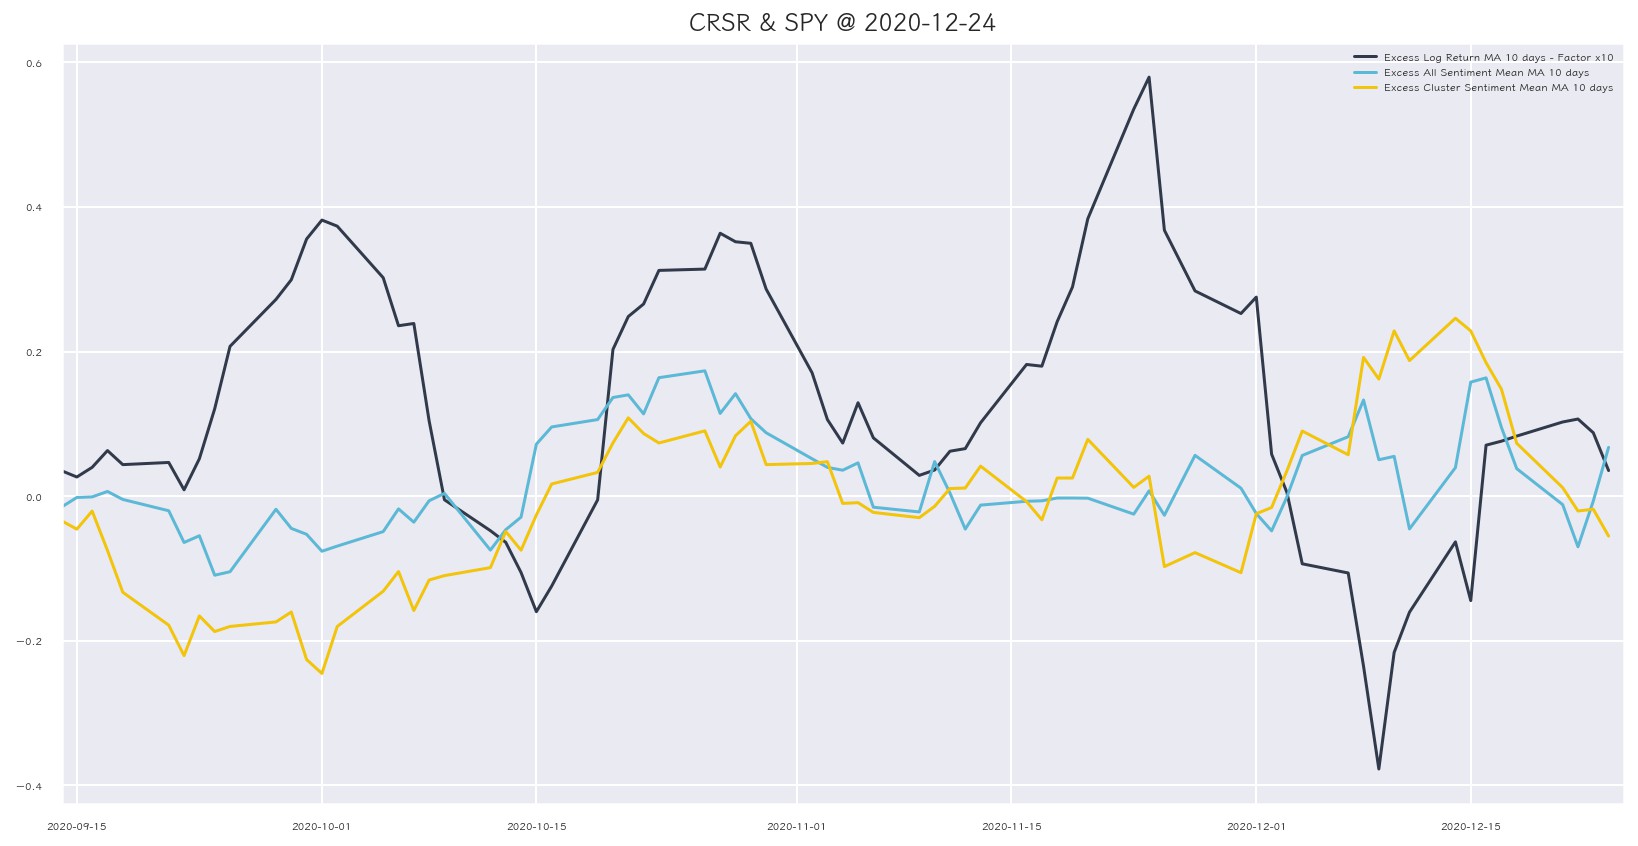 CRSR & SPY @ 2020-12-24
Excess Log Return MA 10 days - Factor x10
Excess All Sentiment Mean MA 10 days
Excess Cluster Sentiment Mean MA 10 days
0.6
0.4
0.2
0.0
−0.2
−0.4
2020-09-15 2020-10-01 2020-10-15 2020-11-01 2020-11-15 2020-12-01 2020-12-15